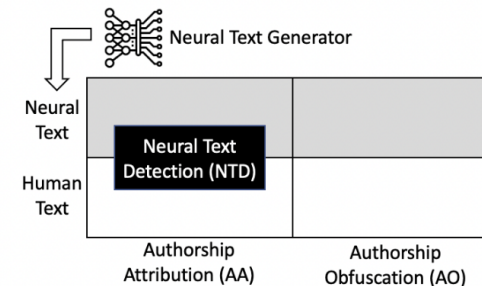 Neural Text Generator
Neural
Text
Neural Text
Detection (NTD)
Human
Text
Authorship
Attribution (AA)
Authorship
Obfuscation (AO)